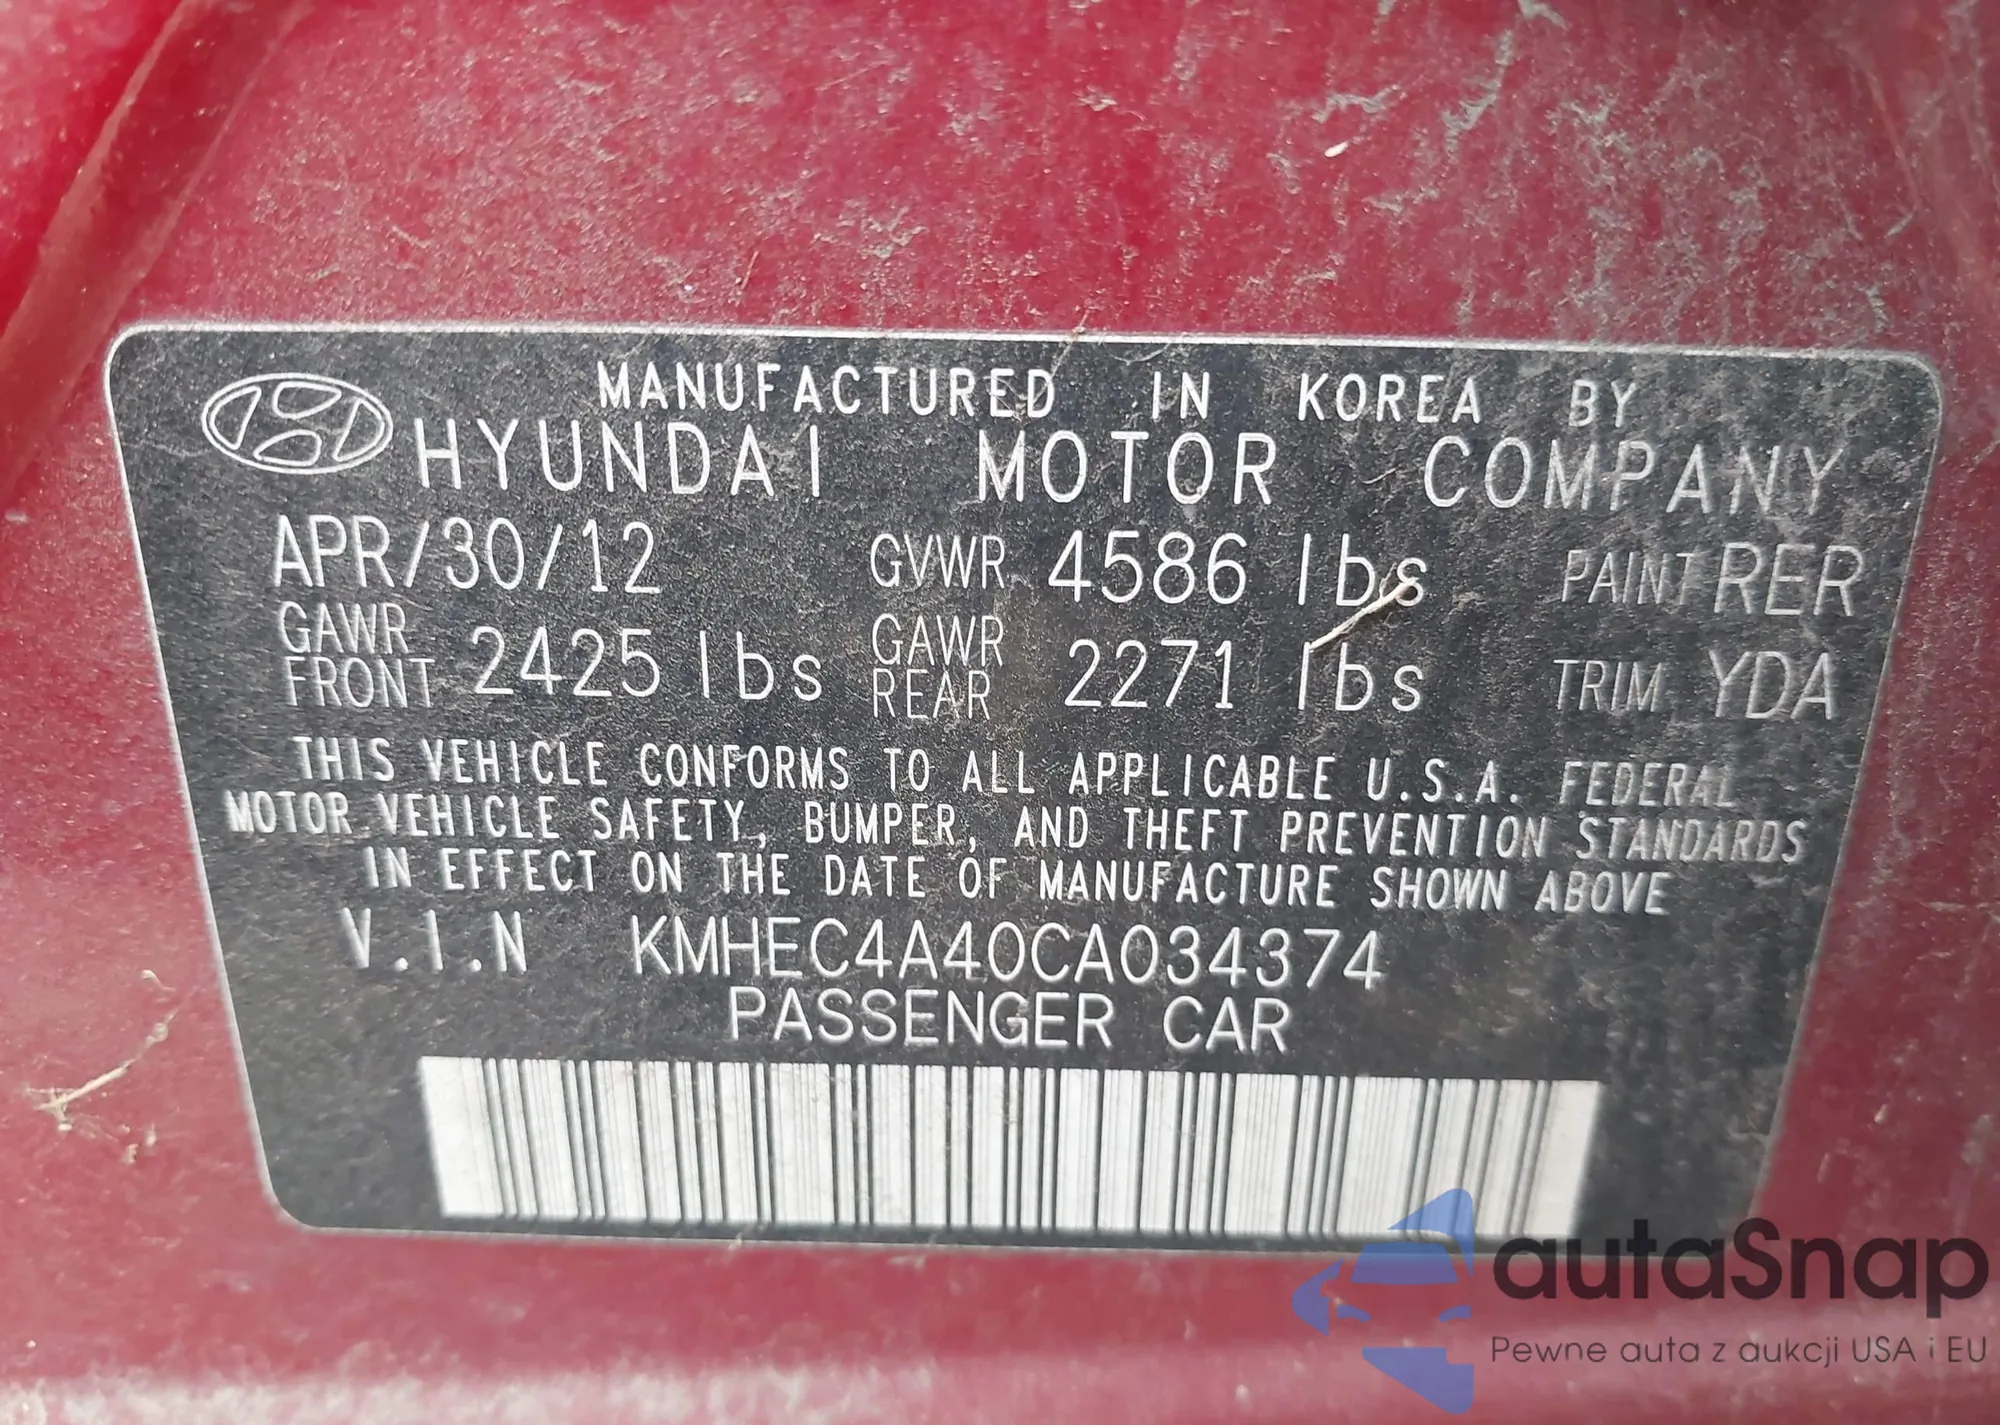 MANUFACTURED IN KOREA BY
HYUNDAI MOTOR COMPANY
APR/30/12 GVWR 4586 lbs PAINT RER
GAWR FRONT 2425 lbs GAWR REAR 2271 lbs TRIM YDA
THIS VEHICLE CONFORMS TO ALL APPLICABLE U.S.A. FEDERAL
MOTOR VEHICLE SAFETY, BUMPER, AND THEFT PREVENTION STANDARDS
IN EFFECT ON THE DATE OF MANUFACTURE SHOWN ABOVE
V.I.N KMHEC4A40CA034374
PASSENGER CAR
autaSnap
Pewne auta z aukcji USA i EU